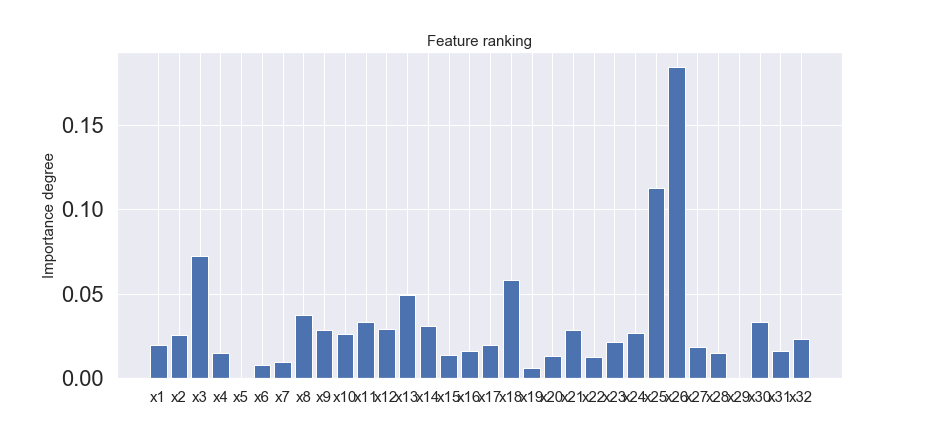 Feature ranking
Importance degree
0.15
0.10
0.05
0.00
x1 x2 x3 x4 x5 x6 x7 x8 x9 x10 x11 x12 x13 x14 x15 x16 x17 x18 x19 x20 x21 x22 x23 x24 x25 x26 x27 x28 x29 x30 x31 x32